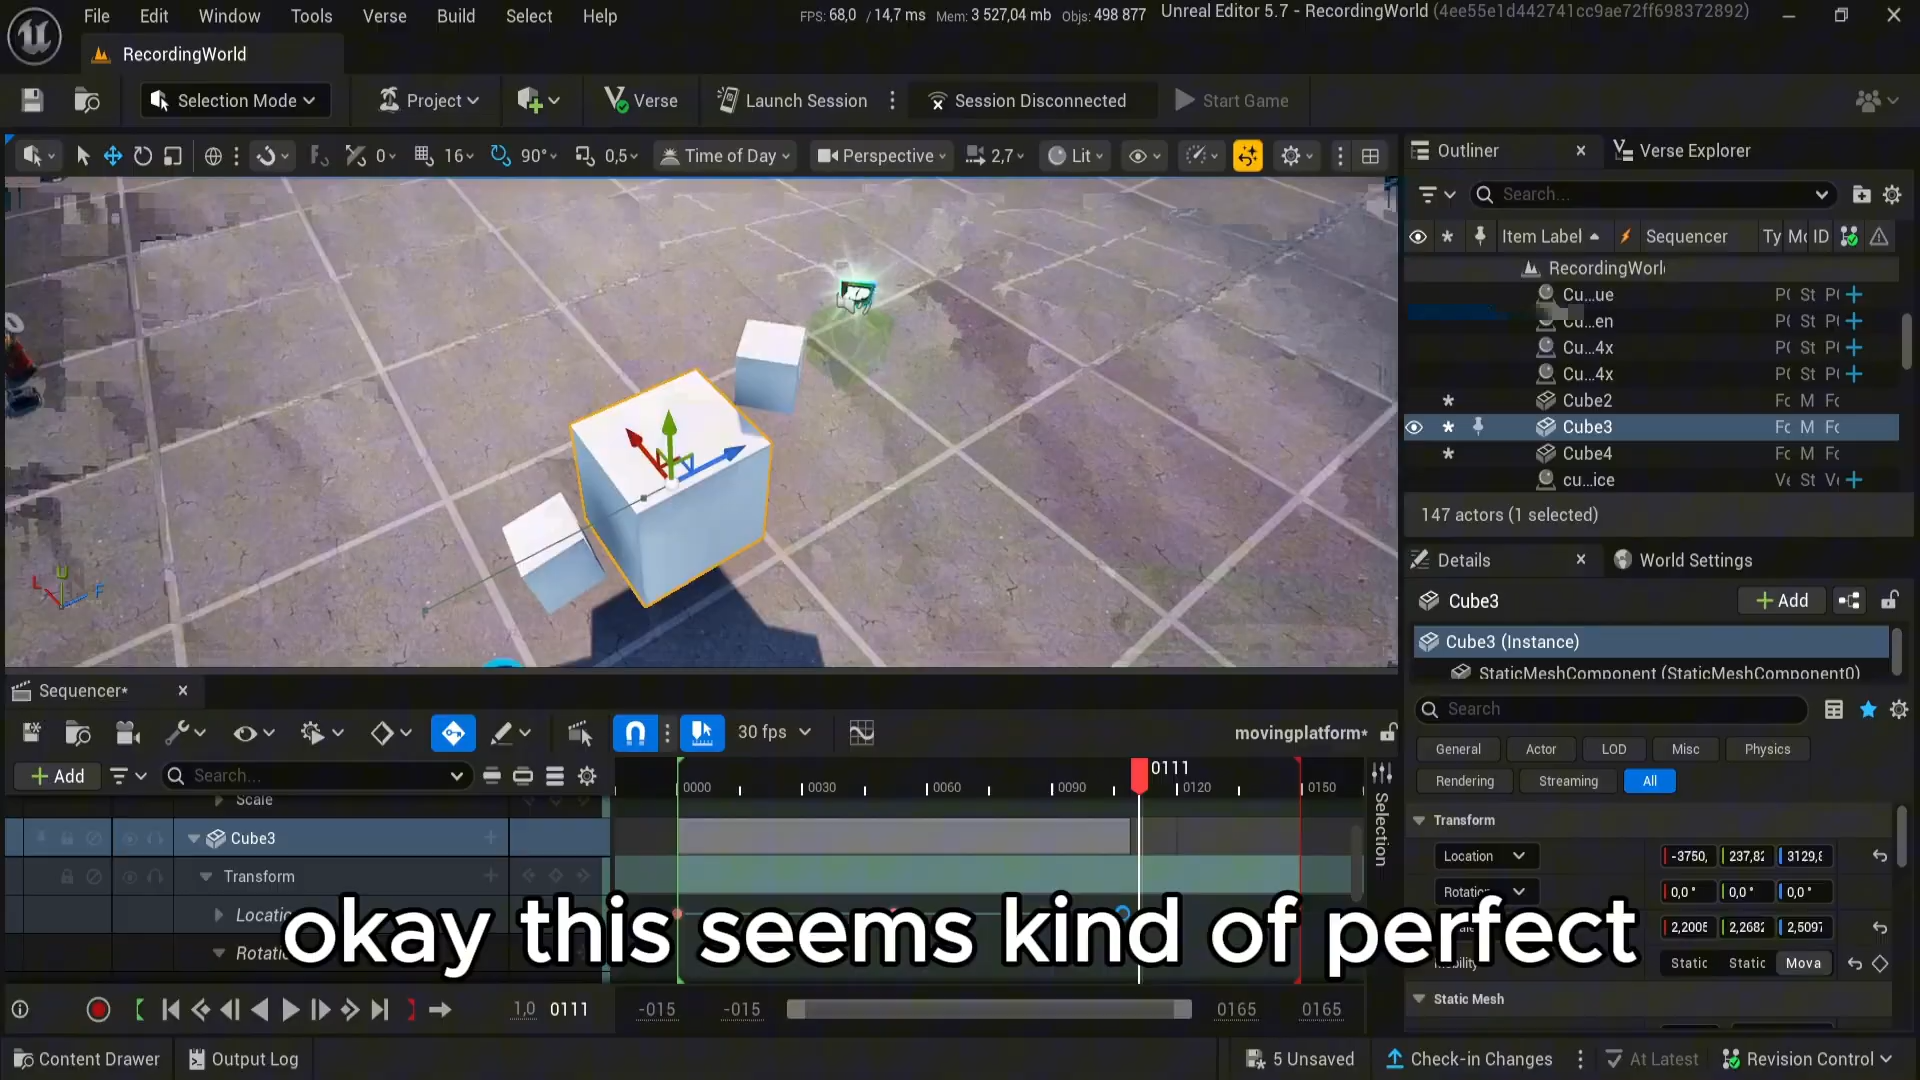 File Edit Window Tools Verse Build Select Help
FPS: 68,0 / 14,7 ms Mem: 3 527,04 mb Objs: 498 877
Unreal Editor 5.7 - RecordingWorld (4ee55e1d442741cc9ae72ff698372892)
RecordingWorld
Selection Mode
Project
Verse
Launch Session
Session Disconnected
Start Game
0
16
90°
0,5
Time of Day
Perspective
2,7
Lit
Outliner
Verse Explorer
Search...
Item Label
Sequencer
Ty
ID
RecordingWorl
Cu...ue
Cu...en
Cu...4x
Cu...4x
Cube2
Cube3
Cube4
cu...ice
147 actors (1 selected)
Details
World Settings
Cube3
Add
Cube3 (Instance)
StaticMeshComponent (StaticMeshComponent0)
Search
General Actor LOD Misc Physics
Rendering Streaming All
Transform
Location -3750, 237,82 3129,8
0,0 ° 0,0 ° 0,0 °
2,2005 2,2682 2,5097
Static Static Mova
Static Mesh
Sequencer*
30 fps
movingplatform*
Add
Search...
0000 0030 0060 0090 0111 0120 0150
Selection
Scale
Cube3
Transform
okay this seems kind of perfect
1,0 0111
-015 -015 0165 0165
Content Drawer
Output Log
5 Unsaved
Check-in Changes
At Latest
Revision Control